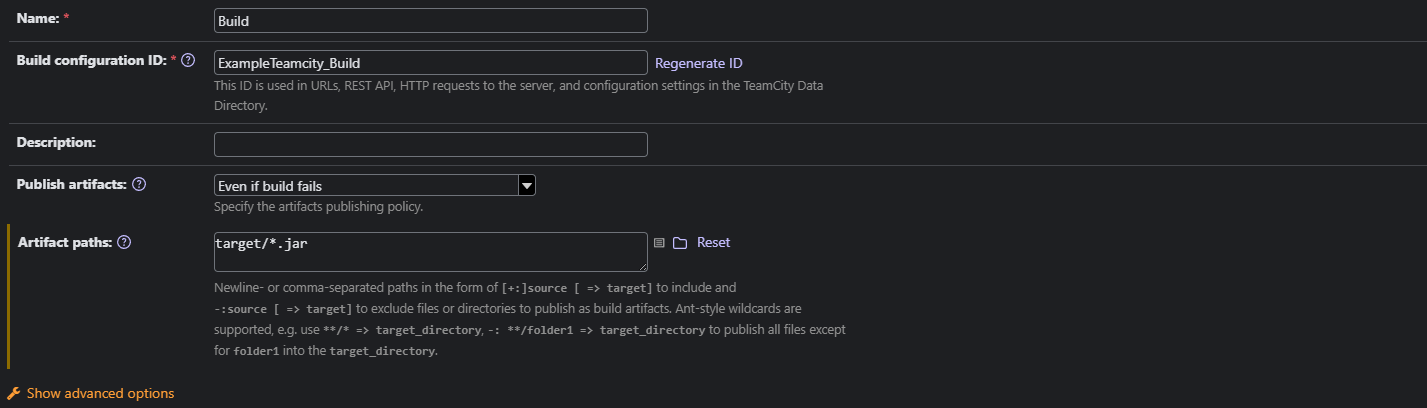 Name: *
Build
Build configuration ID: *
ExampleTeamcity_Build
Regenerate ID
This ID is used in URLs, REST API, HTTP requests to the server, and configuration settings in the TeamCity Data
Directory.
Description:
Publish artifacts:
Even if build fails
Specify the artifacts publishing policy.
Artifact paths:
target/*.jar
Reset
Newline- or comma-separated paths in the form of [+:]source [ => target] to include and
-:source [ => target] to exclude files or directories to publish as build artifacts. Ant-style wildcards are
supported, e.g. use **/* => target_directory, -: **/folder1 => target_directory to publish all files except
for folder1 into the target_directory.
Show advanced options